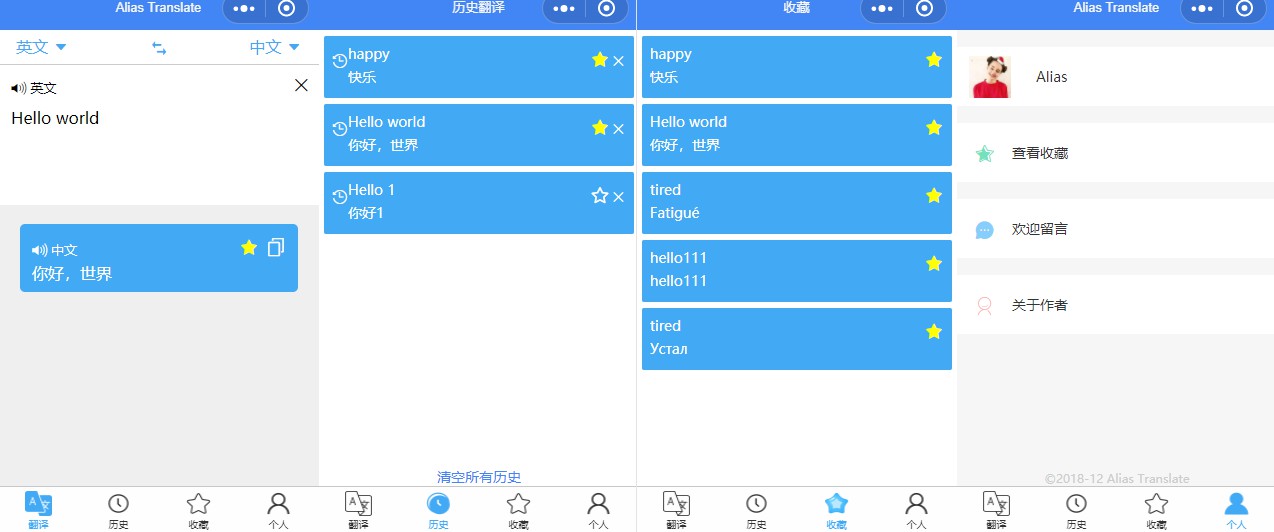 Alias Translate
英文
中文
英文
Hello world
中文
你好，世界
翻译
历史
收藏
个人
历史翻译
happy
快乐
Hello world
你好，世界
Hello 1
你好1
清空所有历史
翻译
历史
收藏
个人
收藏
happy
快乐
Hello world
你好，世界
tired
Fatigué
hello111
hello111
tired
Устал
翻译
历史
收藏
个人
Alias Translate
Alias
查看收藏
欢迎留言
关于作者
©2018-12 Alias Translate
翻译
历史
收藏
个人